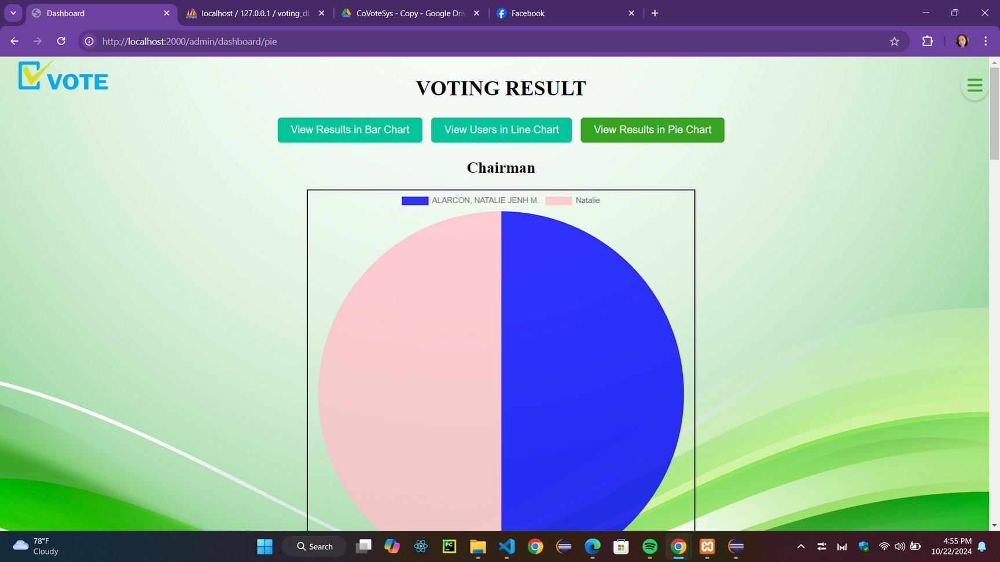 Dashboard
localhost / 127.0.0.1 / voting_db
CoVoteSys - Copy - Google Driv
Facebook
http://localhost:2000/admin/dashboard/pie
VOTE
VOTING RESULT
View Results in Bar Chart
View Users in Line Chart
View Results in Pie Chart
Chairman
ALARCON, NATALIE JENH M.
Natalie
78°F
Cloudy
PC
Search
4:55 PM
10/22/2024